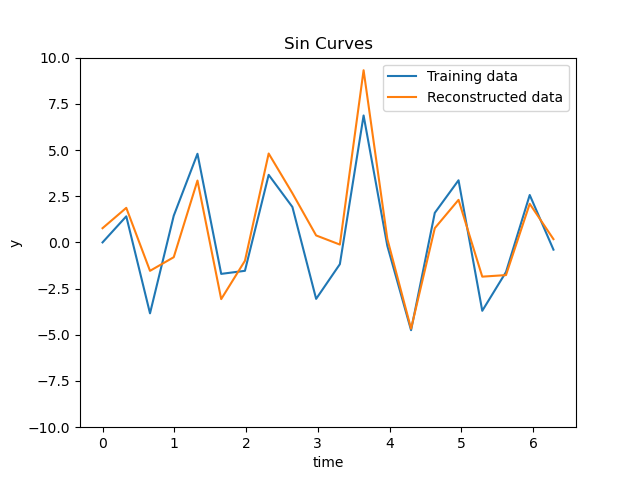 Sin Curves
Training data
Reconstructed data
10.0
7.5
5.0
2.5
0.0
−2.5
−5.0
−7.5
−10.0
y
0 1 2 3 4 5 6
time